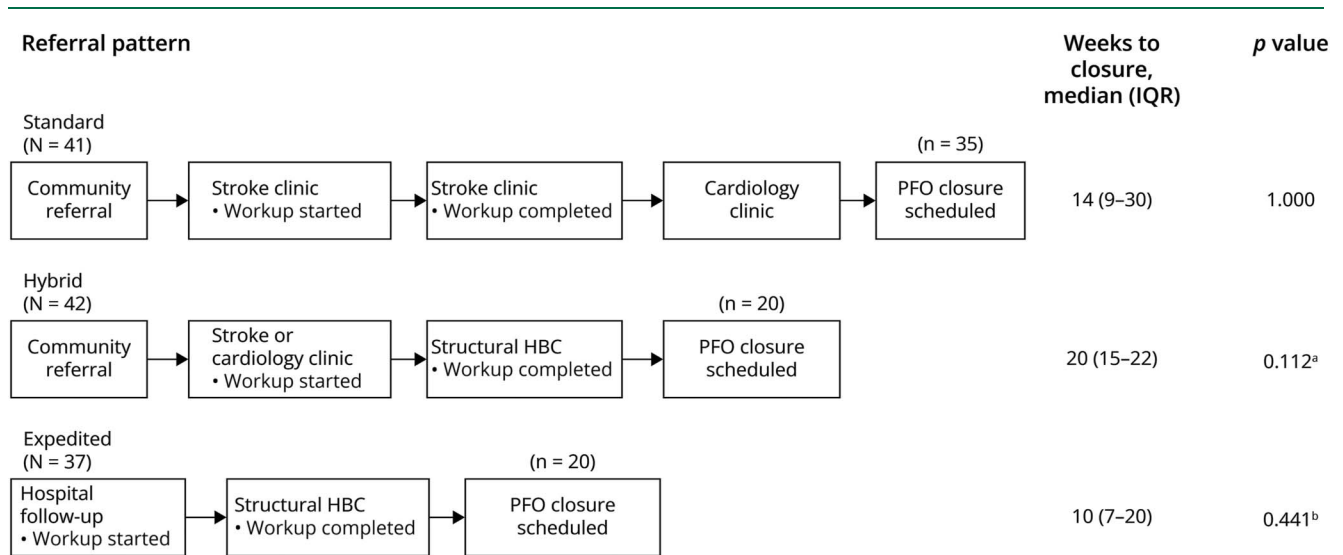 Referral pattern
Weeks to
closure,
median (IQR)
p value
Standard
(N = 41)
(n = 35)
Community
referral
Stroke clinic
• Workup started
Stroke clinic
• Workup completed
Cardiology
clinic
PFO closure
scheduled
14 (9–30)
1.000
Hybrid
(N = 42)
(n = 20)
Community
referral
Stroke or
cardiology clinic
• Workup started
Structural HBC
• Workup completed
PFO closure
scheduled
20 (15–22)
0.112ᵃ
Expedited
(N = 37)
(n = 20)
Hospital
follow-up
• Workup started
Structural HBC
• Workup completed
PFO closure
scheduled
10 (7–20)
0.441ᵇ